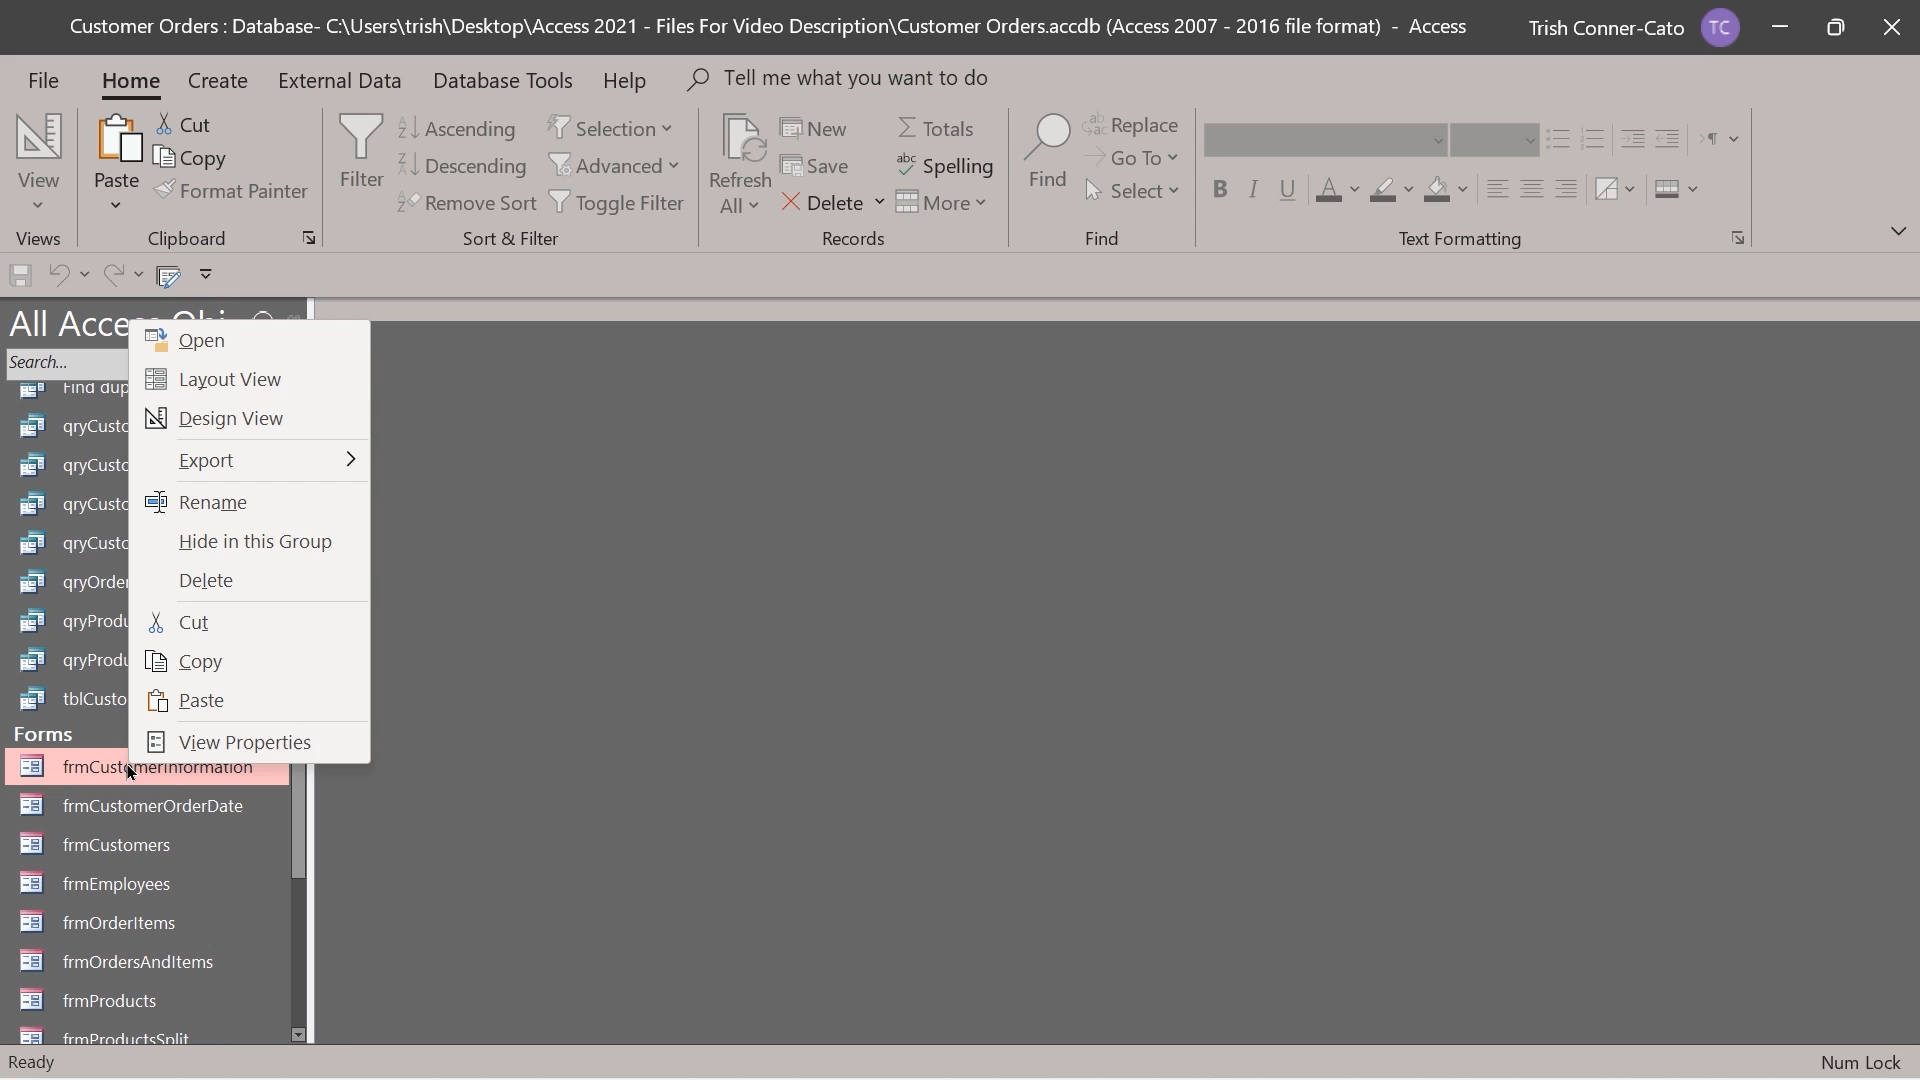 Customer Orders : Database- C:\Users\trish\Desktop\Access 2021 - Files For Video Description\Customer Orders.accdb (Access 2007 - 2016 file format) - Access
Trish Conner-Cato
TC
File Home Create External Data Database Tools Help Tell me what you want to do
View
Views
Paste
Cut
Copy
Format Painter
Clipboard
Filter
Ascending
Descending
Remove Sort
Selection
Advanced
Toggle Filter
Sort & Filter
Refresh
All
New
Save
Delete
Totals
Spelling
More
Records
Find
Replace
Go To
Select
Find
B I U A
Text Formatting
All Access
Search...
Find dup
qryCusto
qryCusto
qryCusto
qryCusto
qryOrder
qryProdu
qryProdu
tblCusto
Forms
frmCustomerInformation
frmCustomerOrderDate
frmCustomers
frmEmployees
frmOrderItems
frmOrdersAndItems
frmProducts
frmProductsSplit
Open
Layout View
Design View
Export
Rename
Hide in this Group
Delete
Cut
Copy
Paste
View Properties
Ready
Num Lock